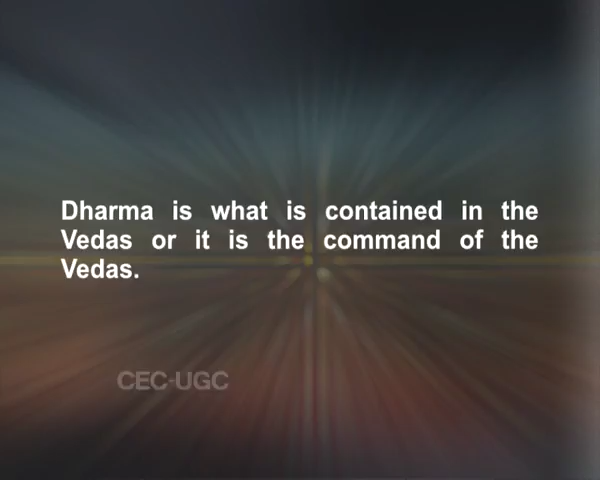 Dharma is what is contained in the
Vedas or it is the command of the
Vedas.
CEC-UGC